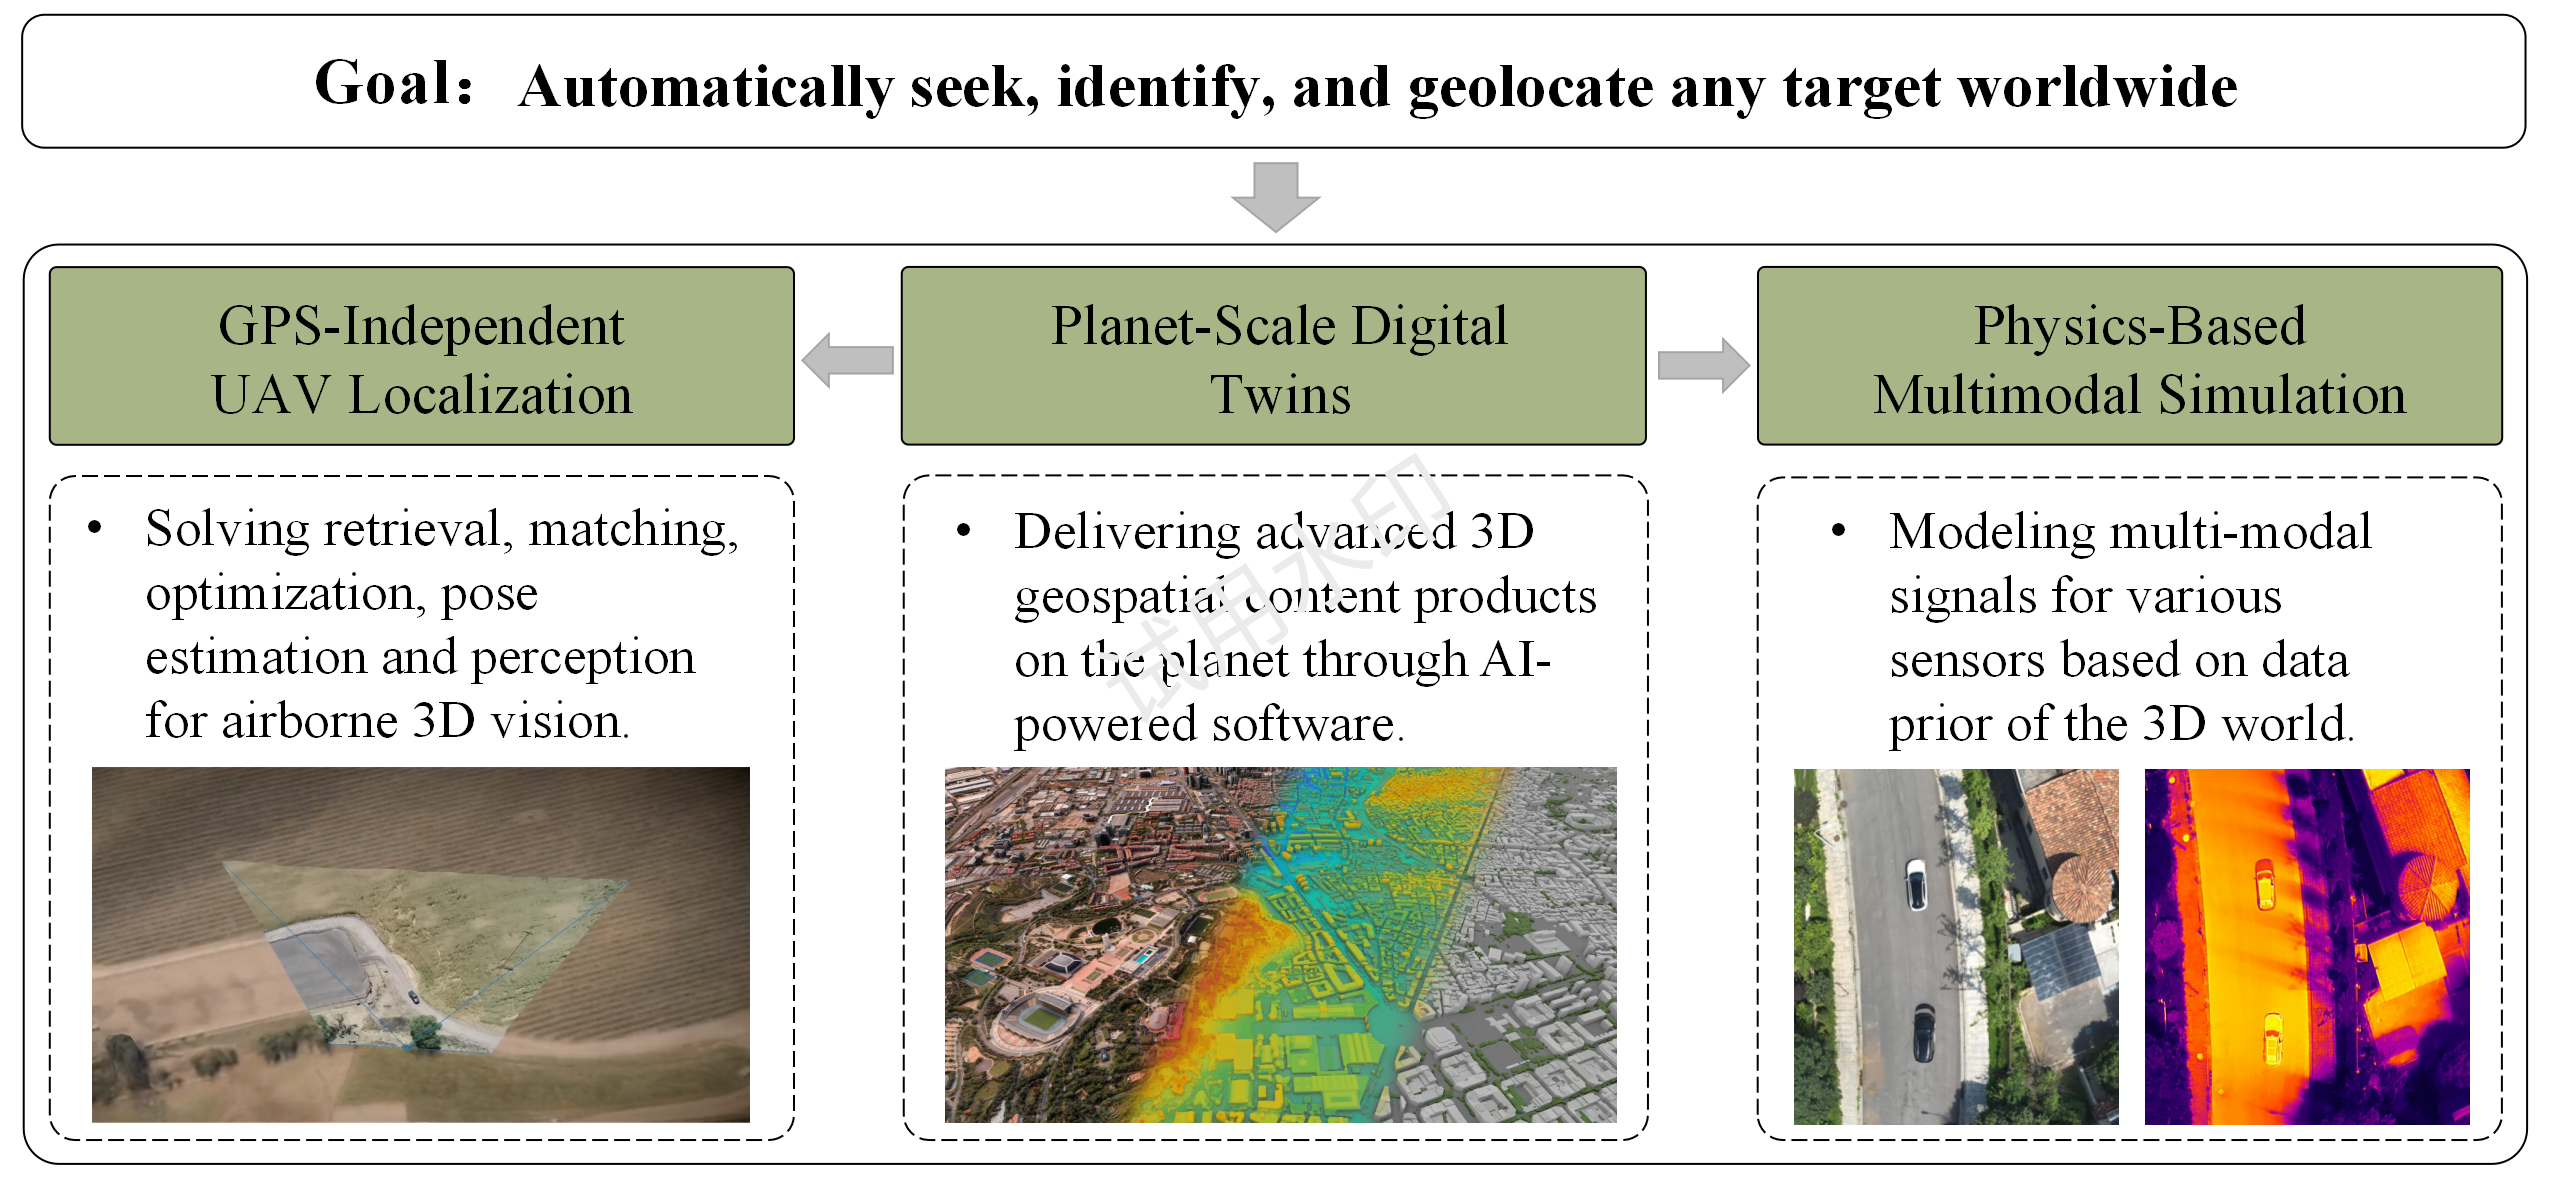 Goal: Automatically seek, identify, and geolocate any target worldwide
GPS-Independent
UAV Localization
Planet-Scale Digital
Twins
Physics-Based
Multimodal Simulation
• Solving retrieval, matching,
optimization, pose
estimation and perception
for airborne 3D vision.
• Delivering advanced 3D
geospatial content products
on the planet through AI-
powered software.
• Modeling multi-modal
signals for various
sensors based on data
prior of the 3D world.
试用水印